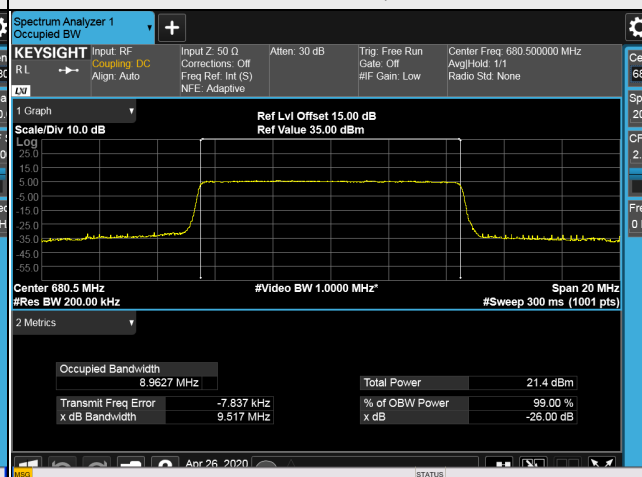 Spectrum Analyzer 1
Occupied BW
KEYSIGHT
RL
LXI
Input: RF
Coupling: DC
Align: Auto
Input Z: 50 Ω
Corrections: Off
Freq Ref: Int (S)
NFE: Adaptive
Atten: 30 dB
Trig: Free Run
Gate: Off
#IF Gain: Low
Center Freq: 680.500000 MHz
Avg|Hold: 1/1
Radio Std: None
1 Graph
Scale/Div 10.0 dB
Ref Lvl Offset 15.00 dB
Ref Value 35.00 dBm
Log
25.0
15.0
5.00
-5.00
-15.0
-25.0
-35.0
-45.0
-55.0
Center 680.5 MHz
#Video BW 1.0000 MHz*
Span 20 MHz
#Res BW 200.00 kHz
#Sweep 300 ms (1001 pts)
2 Metrics
Occupied Bandwidth
8.9627 MHz
Total Power 21.4 dBm
Transmit Freq Error -7.837 kHz
% of OBW Power 99.00 %
x dB Bandwidth 9.517 MHz
x dB -26.00 dB
Apr 26, 2020
MSG
STATUS